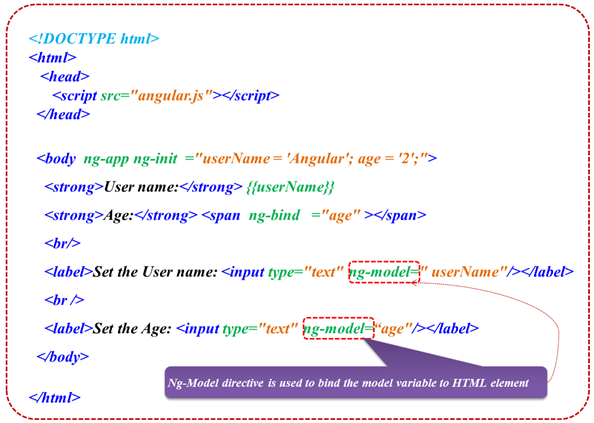 <!DOCTYPE html>
<html>
<head>
<script src="angular.js"></script>
</head>
<body ng-app ng-init ="userName = 'Angular'; age = '2';">
<strong>User name:</strong> {{userName}}
<strong>Age:</strong> <span ng-bind ="age" ></span>
<br/>
<label>Set the User name: <input type="text" ng-model=" userName"/></label>
<br />
<label>Set the Age: <input type="text" ng-model=“age"/></label>
</body>
Ng-Model directive is used to bind the model variable to HTML element
</html>